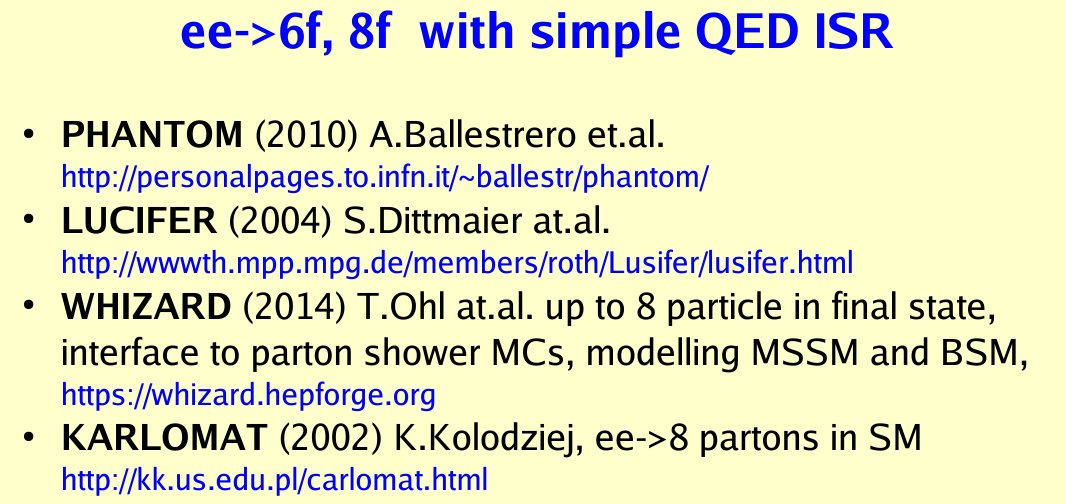 ee->6f, 8f with simple QED ISR
• PHANTOM (2010) A.Ballestrero et.al.
http://personalpages.to.infn.it/~ballestr/phantom/
• LUCIFER (2004) S.Dittmaier at.al.
http://wwwth.mpp.mpg.de/members/roth/Lusifer/lusifer.html
• WHIZARD (2014) T.Ohl at.al. up to 8 particle in final state,
interface to parton shower MCs, modelling MSSM and BSM,
https://whizard.hepforge.org
• KARLOMAT (2002) K.Kolodziej, ee->8 partons in SM
http://kk.us.edu.pl/carlomat.html